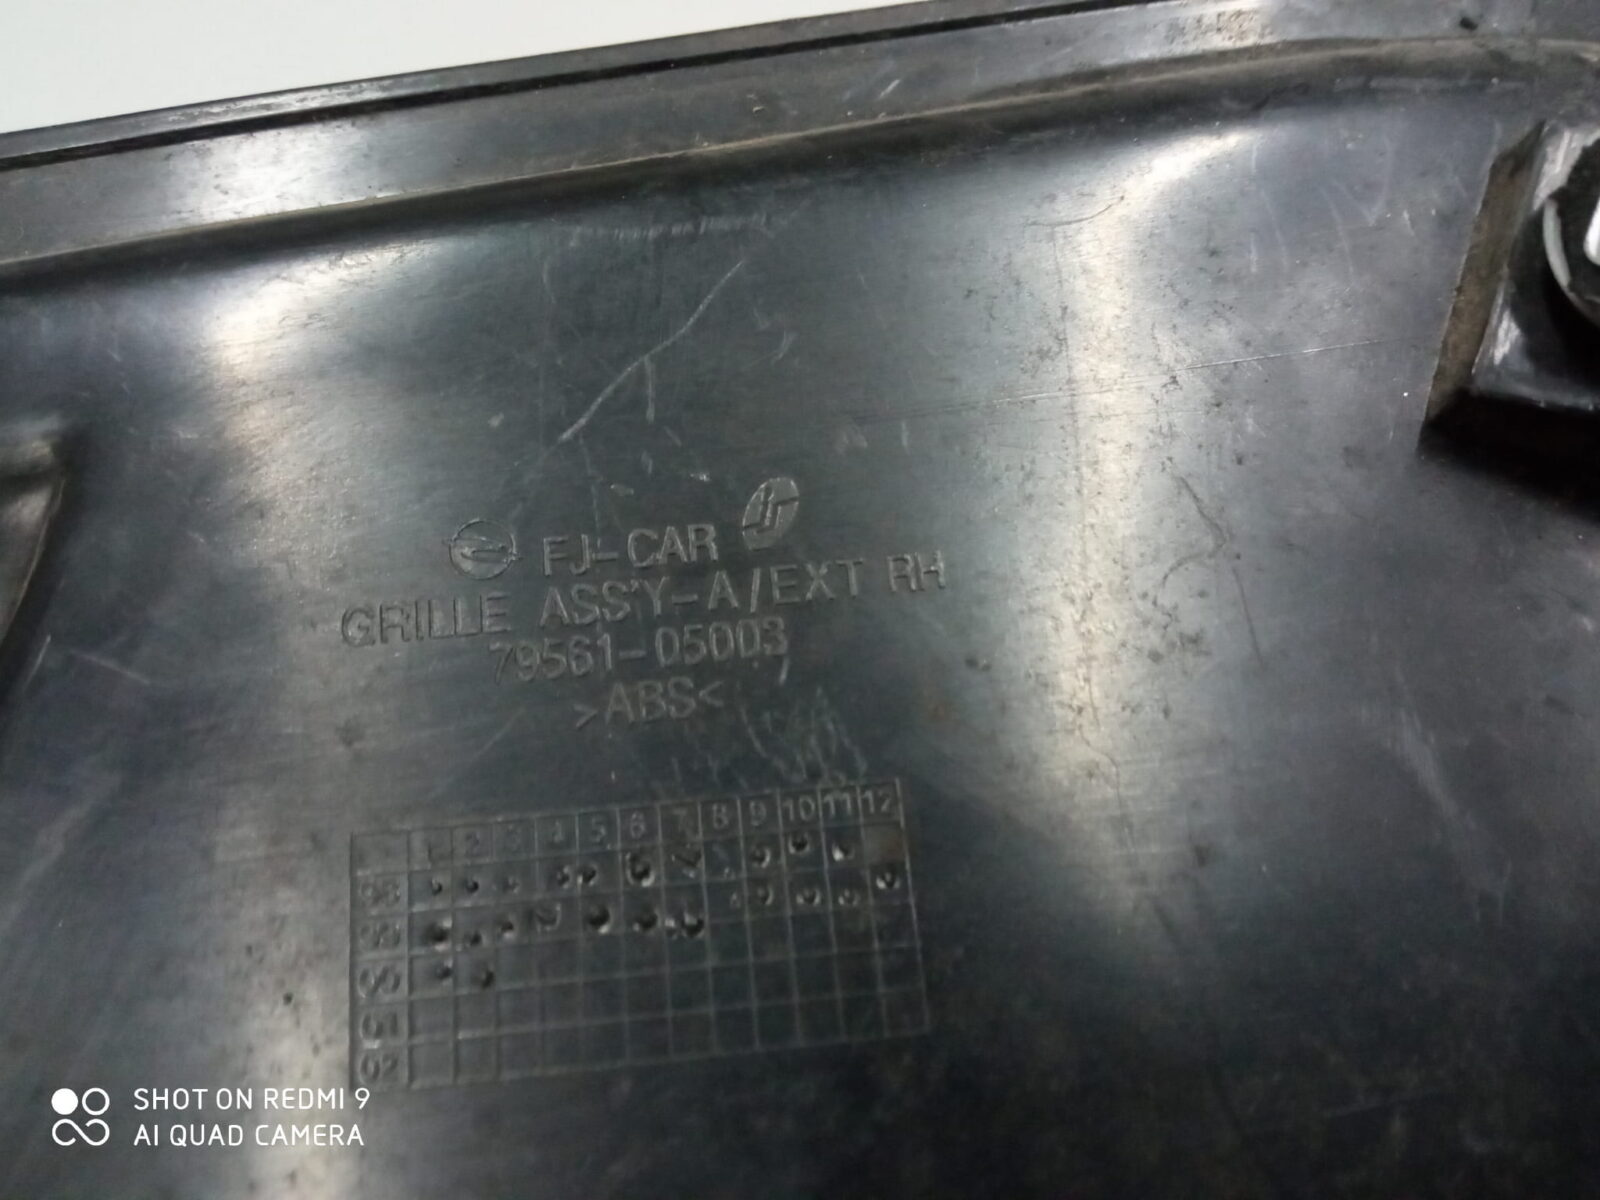 FJ-CAR
GRILLE ASS'Y-A/EXT RH
79561-05003
>ABS<
1 2 3 4 5 6 7 8 9 10 11 12
98
99
00
01
02
SHOT ON REDMI 9
AI QUAD CAMERA